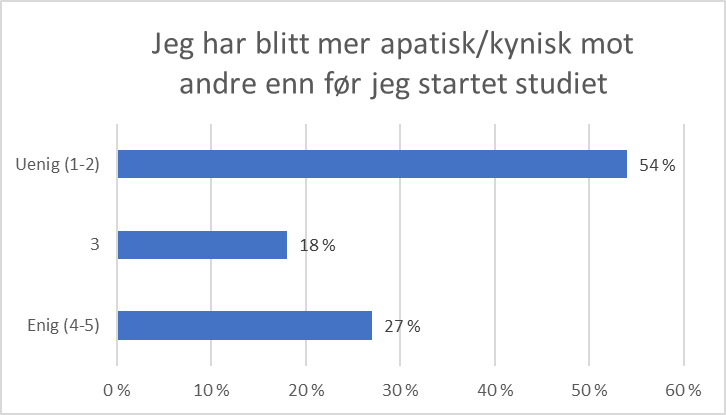 Jeg har blitt mer apatisk/kynisk mot
andre enn før jeg startet studiet
Uenig (1-2)
54 %
3
18 %
Enig (4-5)
27 %
0 %
10 %
20 %
30 %
40 %
50 %
60 %